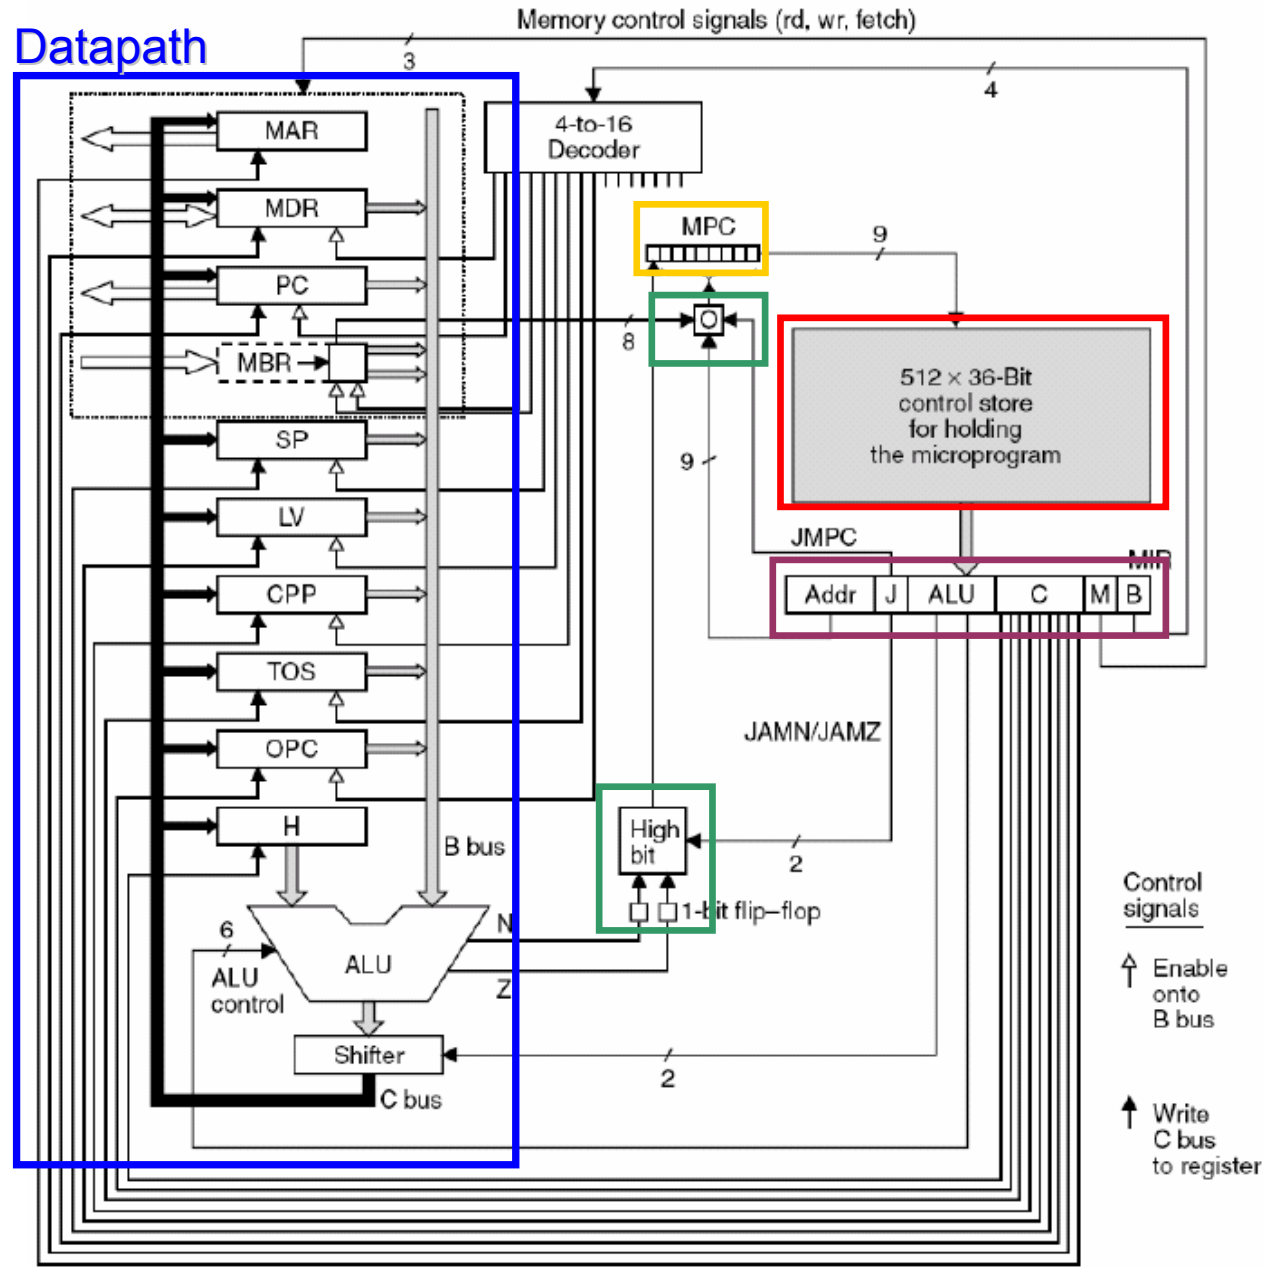 Memory control signals (rd, wr, fetch)
Datapath
3
4
4-to-16
Decoder
MAR
MDR
MPC
9
PC
O
8
MBR
512 × 36-Bit
control store
for holding
the microprogram
SP
9
LV
JMPC
MIR
Addr
J
ALU
C
M
B
CPP
TOS
JAMN/JAMZ
OPC
H
B bus
High
bit
2
Control
signals
1-bit flip–flop
N
6
ALU
control
ALU
Z
Enable
onto
B bus
Shifter
2
C bus
Write
C bus
to register